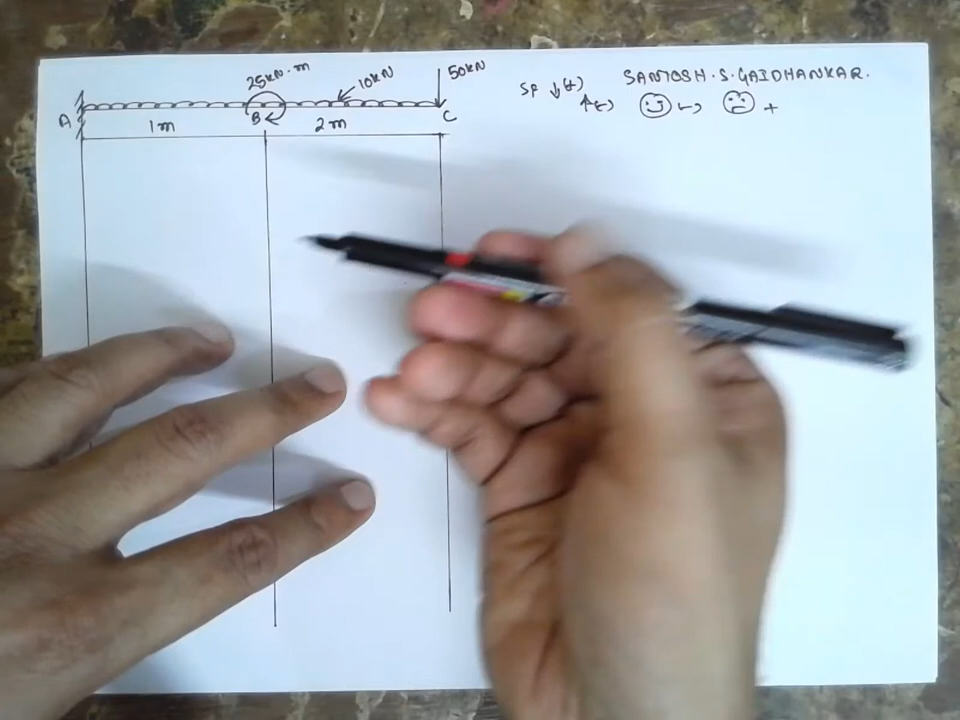 SANTOSH.S.GAIDHANKAR.
SF ↓(+)
↑(-) (-) +
25kN.m
10kN
50kN
A
B
C
1m
2m